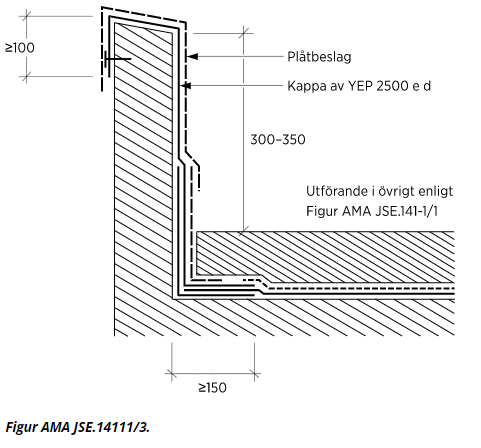 ≥100
Plåtbeslag
Kappa av YEP 2500 e d
300–350
Utförande i övrigt enligt
Figur AMA JSE.141-1/1
≥150
Figur AMA JSE.14111/3.